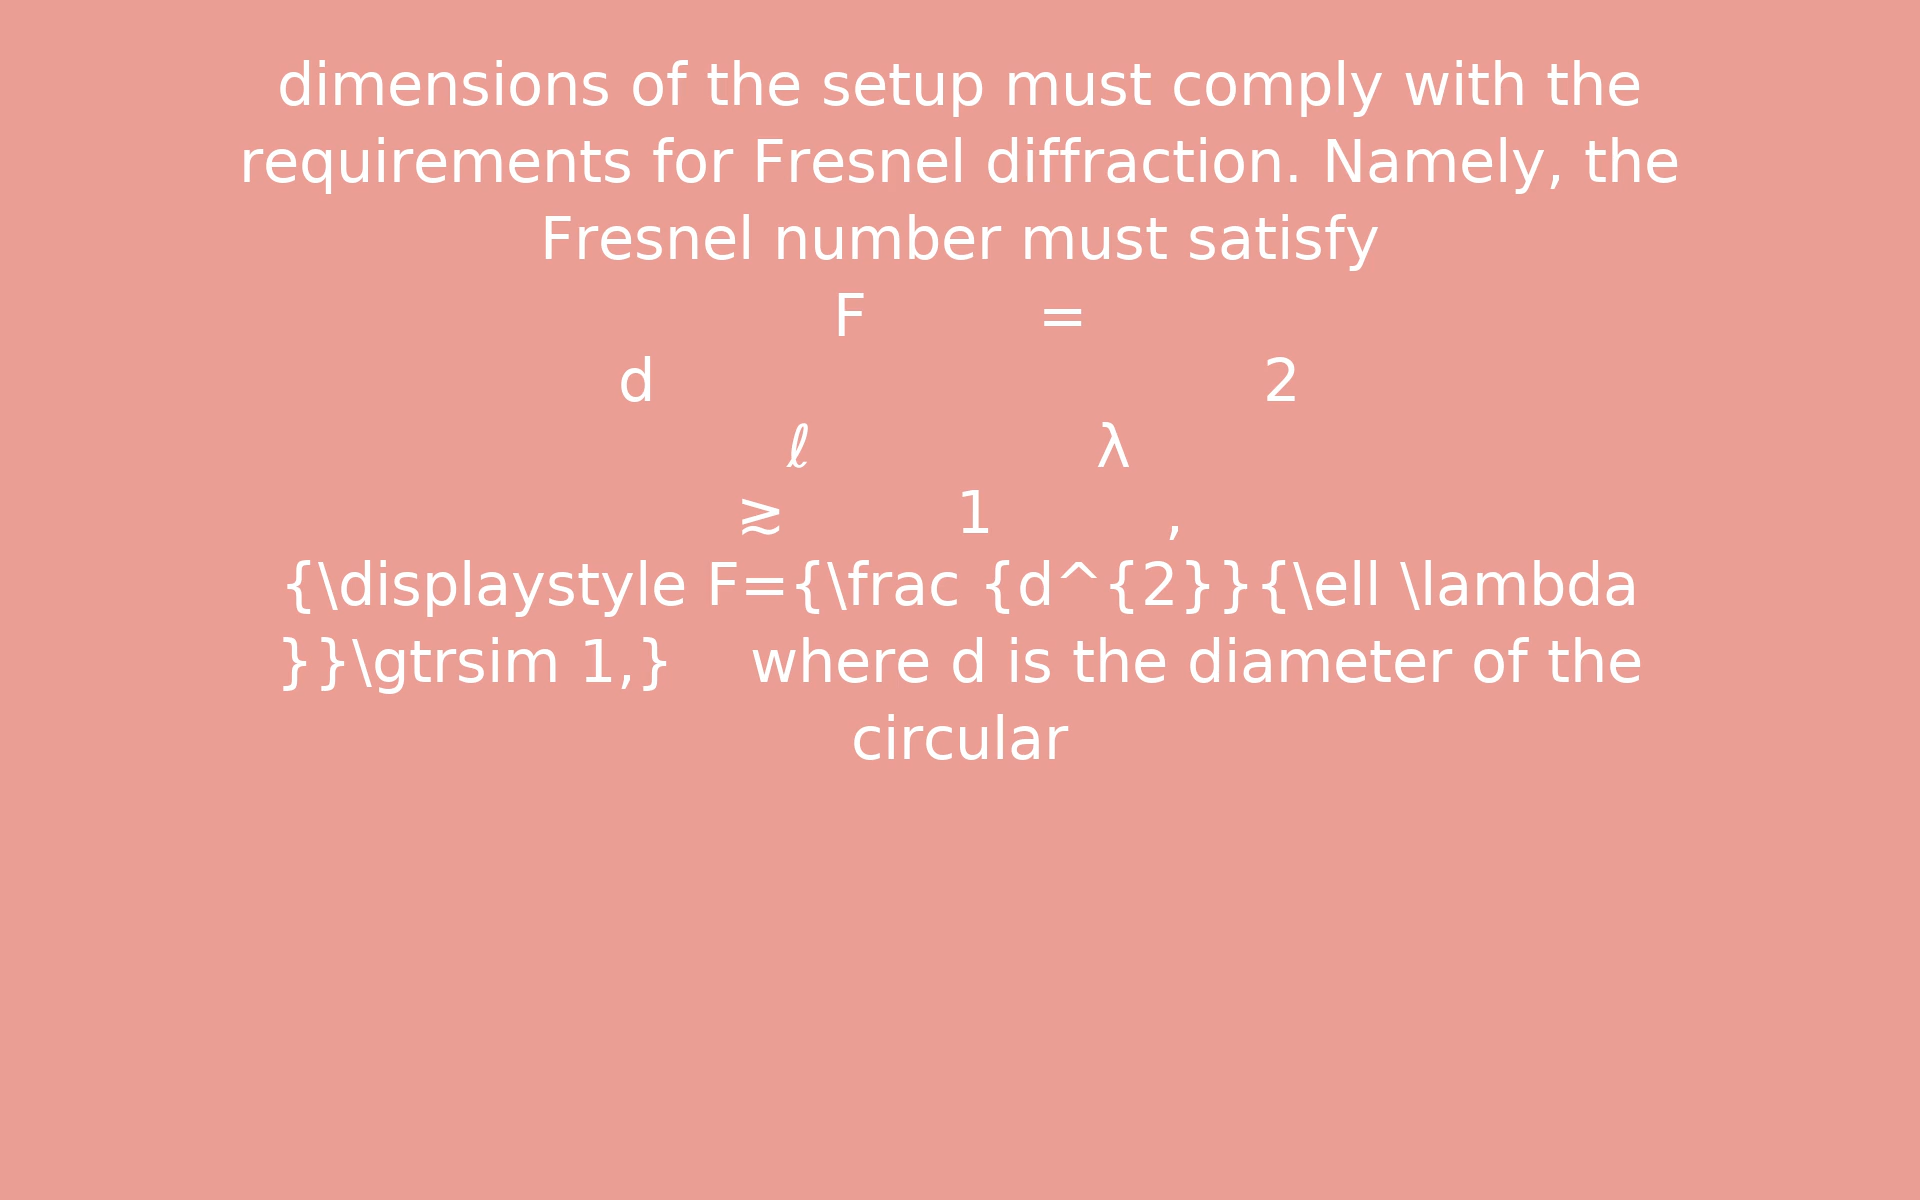 dimensions of the setup must comply with the
requirements for Fresnel diffraction. Namely, the
Fresnel number must satisfy
F =
d 2
ℓ λ
≳ 1 ,
{\displaystyle F={\frac {d^{2}}{\ell \lambda
}}\gtrsim 1,} where d is the diameter of the
circular